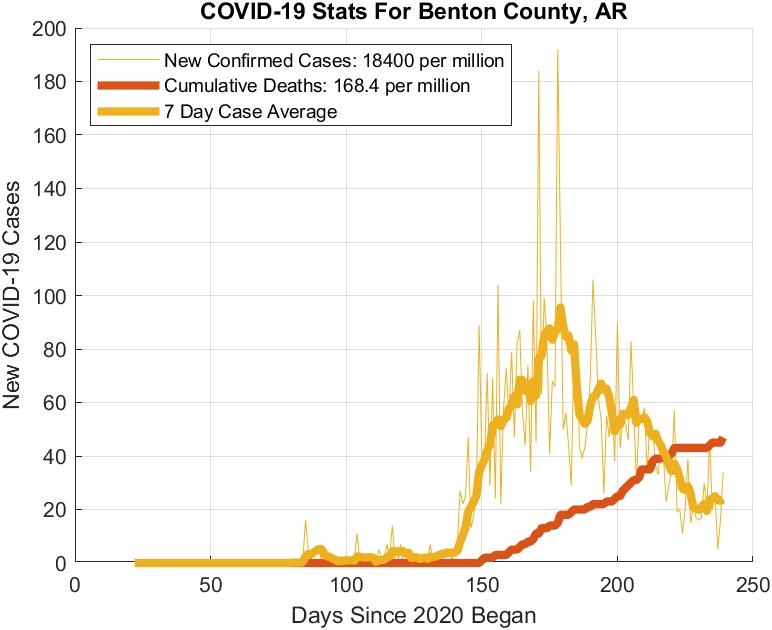 COVID-19 Stats For Benton County, AR
200
180
160
140
120
100
80
60
40
20
0
New Confirmed Cases: 18400 per million
Cumulative Deaths: 168.4 per million
7 Day Case Average
New COVID-19 Cases
0 50 100 150 200 250
Days Since 2020 Began